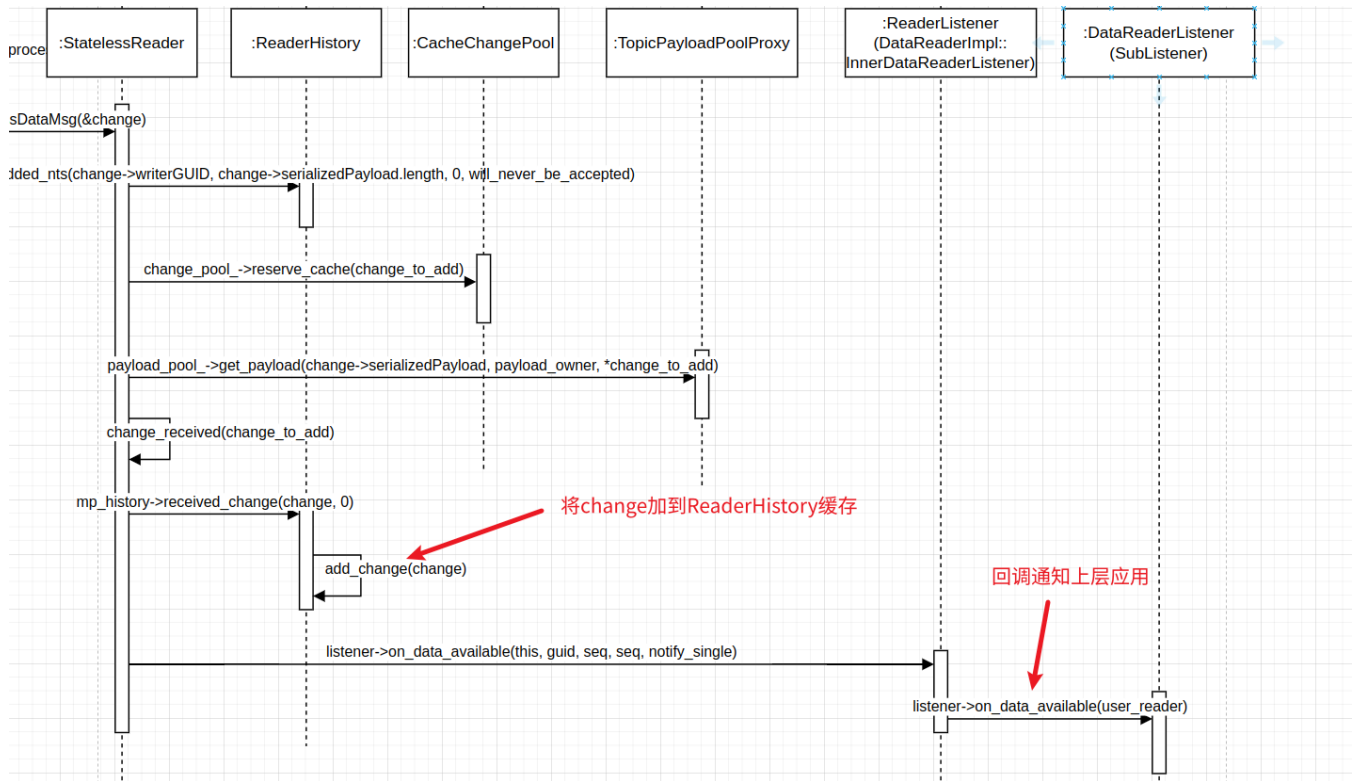 :StatelessReader
:ReaderHistory
:CacheChangePool
:TopicPayloadPoolProxy
:ReaderListener
(DataReaderImpl::
InnerDataReaderListener)
:DataReaderListener
(SubListener)
proce
sDataMsg(&change)
dded_nts(change->writerGUID, change->serializedPayload.length, 0, will_never_be_accepted)
change_pool_->reserve_cache(change_to_add)
payload_pool_->get_payload(change->serializedPayload, payload_owner, *change_to_add)
change_received(change_to_add)
mp_history->received_change(change, 0)
将change加到ReaderHistory缓存
add_change(change)
回调通知上层应用
listener->on_data_available(this, guid, seq, seq, notify_single)
listener->on_data_available(user_reader)